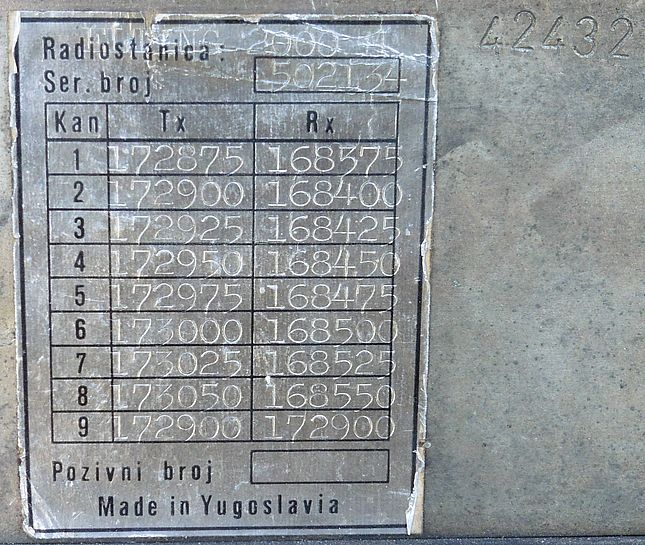 Radiostanica: 2000
42432
Ser. broj 502134
Kan Tx Rx
1 172875 168375
2 172900 168400
3 172925 168425
4 172950 168450
5 172975 168475
6 173000 168500
7 173025 168525
8 173050 168550
9 172900 172900
Pozivni broj
Made in Yugoslavia